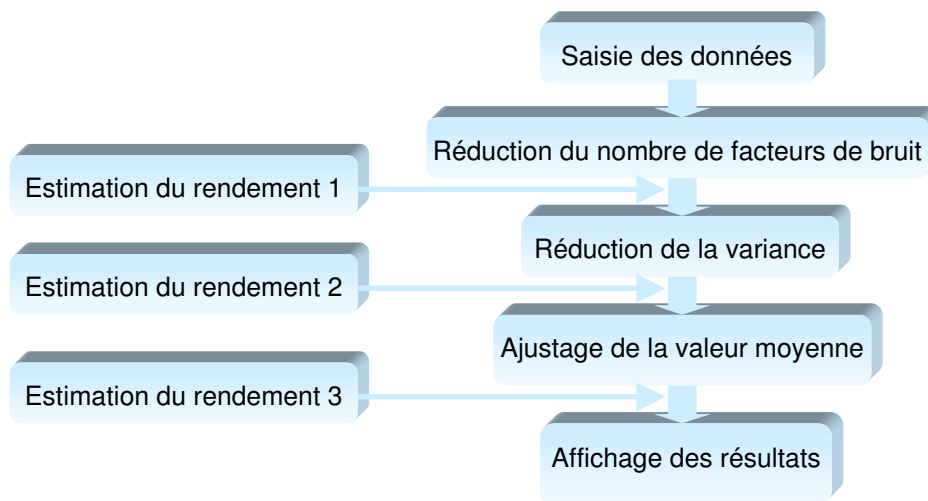 Saisie des données
Réduction du nombre de facteurs de bruit
Estimation du rendement 1
Réduction de la variance
Estimation du rendement 2
Ajustage de la valeur moyenne
Estimation du rendement 3
Affichage des résultats